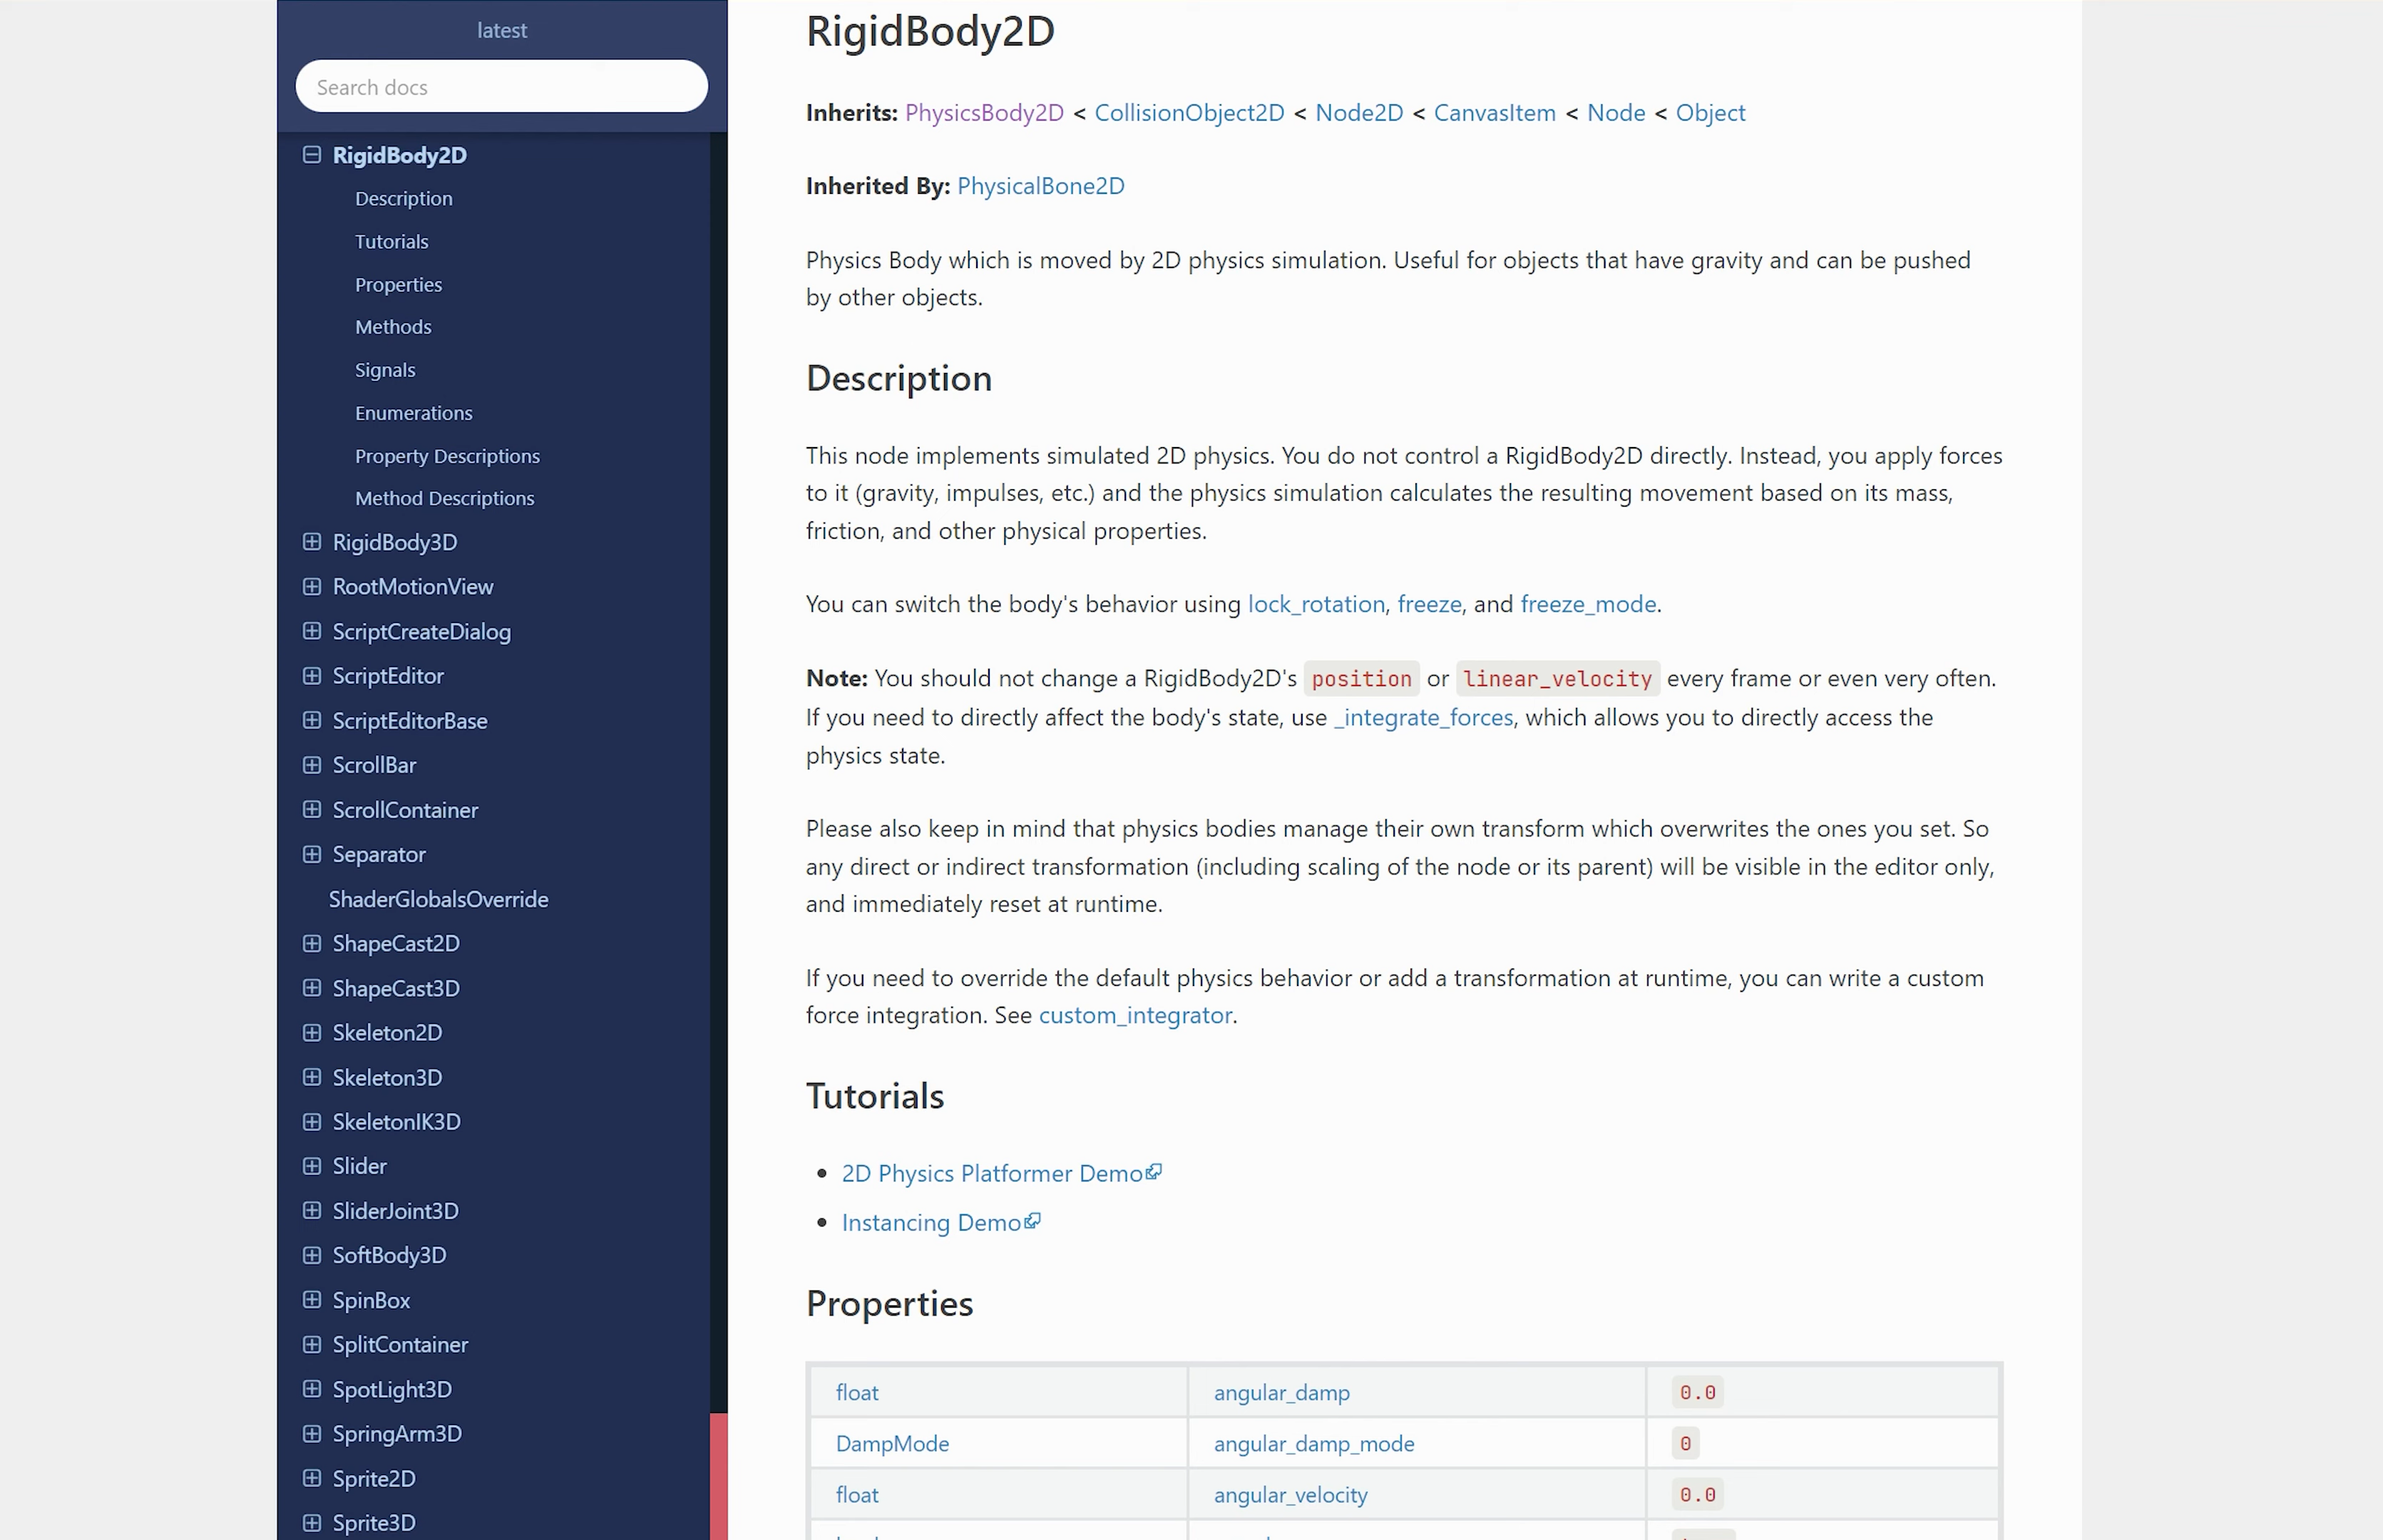 latest
Search docs
RigidBody2D
Description
Tutorials
Properties
Methods
Signals
Enumerations
Property Descriptions
Method Descriptions
RigidBody3D
RootMotionView
ScriptCreateDialog
ScriptEditor
ScriptEditorBase
ScrollBar
ScrollContainer
Separator
ShaderGlobalsOverride
ShapeCast2D
ShapeCast3D
Skeleton2D
Skeleton3D
SkeletonIK3D
Slider
SliderJoint3D
SoftBody3D
SpinBox
SplitContainer
SpotLight3D
SpringArm3D
Sprite2D
Sprite3D
RigidBody2D
Inherits: PhysicsBody2D < CollisionObject2D < Node2D < CanvasItem < Node < Object
Inherited By: PhysicalBone2D
Physics Body which is moved by 2D physics simulation. Useful for objects that have gravity and can be pushed
by other objects.
Description
This node implements simulated 2D physics. You do not control a RigidBody2D directly. Instead, you apply forces
to it (gravity, impulses, etc.) and the physics simulation calculates the resulting movement based on its mass,
friction, and other physical properties.
You can switch the body's behavior using lock_rotation, freeze, and freeze_mode.
Note: You should not change a RigidBody2D's position or linear_velocity every frame or even very often.
If you need to directly affect the body's state, use _integrate_forces, which allows you to directly access the
physics state.
Please also keep in mind that physics bodies manage their own transform which overwrites the ones you set. So
any direct or indirect transformation (including scaling of the node or its parent) will be visible in the editor only,
and immediately reset at runtime.
If you need to override the default physics behavior or add a transformation at runtime, you can write a custom
force integration. See custom_integrator.
Tutorials
• 2D Physics Platformer Demo
• Instancing Demo
Properties
float angular_damp 0.0
DampMode angular_damp_mode 0
float angular_velocity 0.0